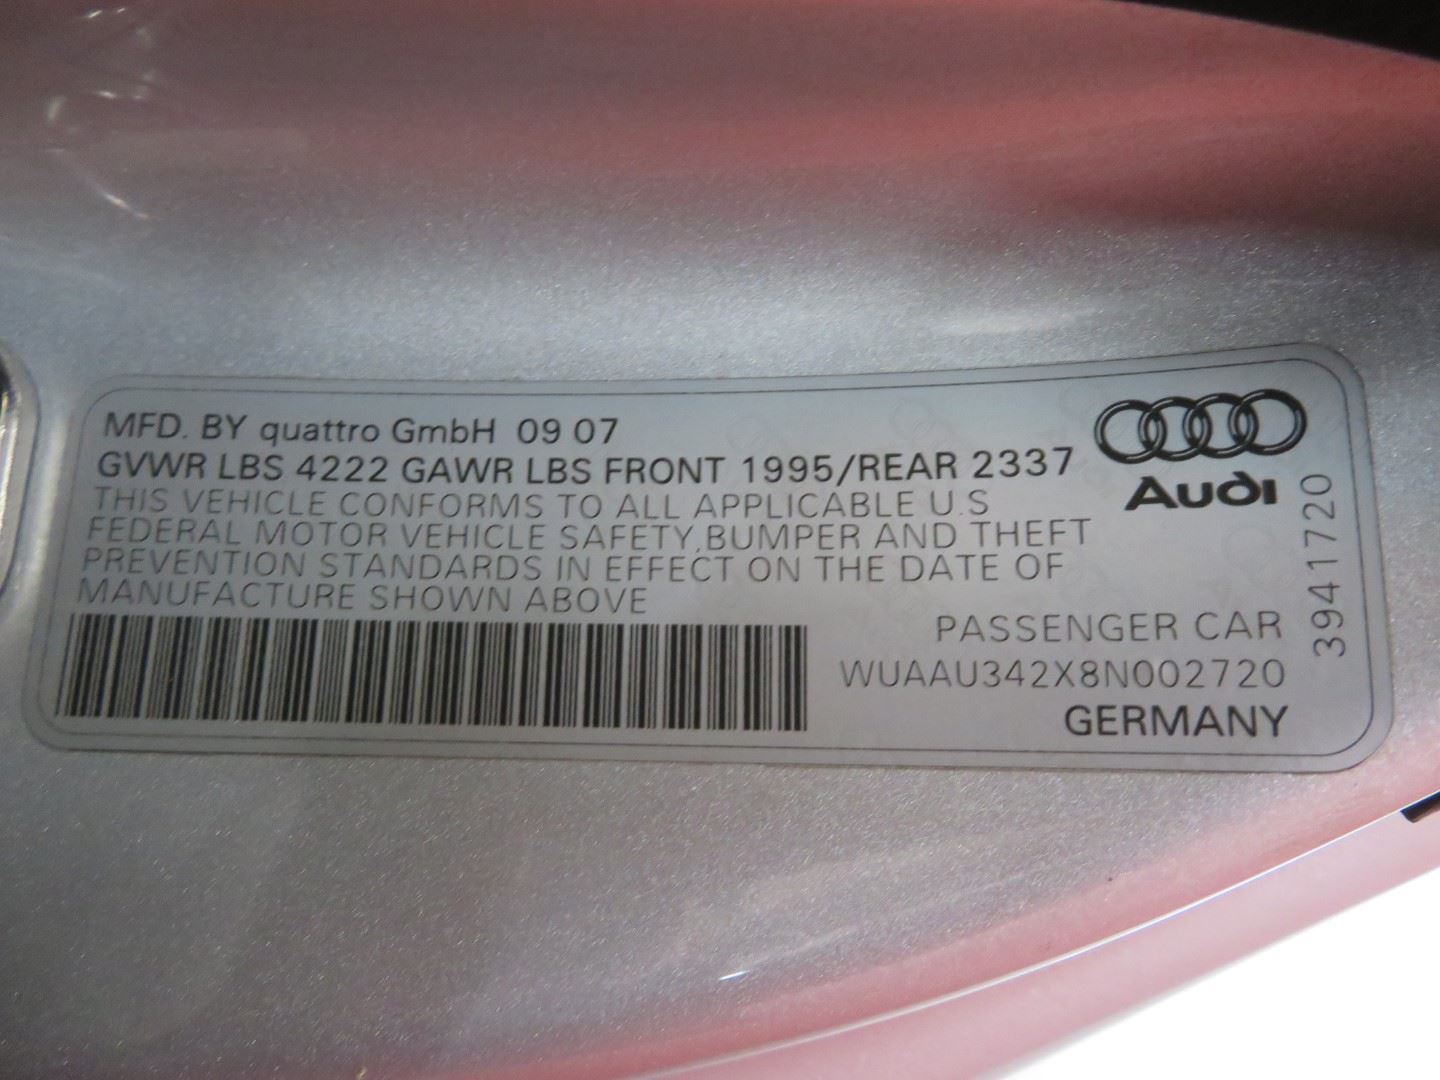 MFD. BY quattro GmbH 09 07
GVWR LBS 4222 GAWR LBS FRONT 1995/REAR 2337
THIS VEHICLE CONFORMS TO ALL APPLICABLE U.S
FEDERAL MOTOR VEHICLE SAFETY, BUMPER AND THEFT
PREVENTION STANDARDS IN EFFECT ON THE DATE OF
MANUFACTURE SHOWN ABOVE
Audi
3941720
PASSENGER CAR
WUAAU342X8N002720
GERMANY